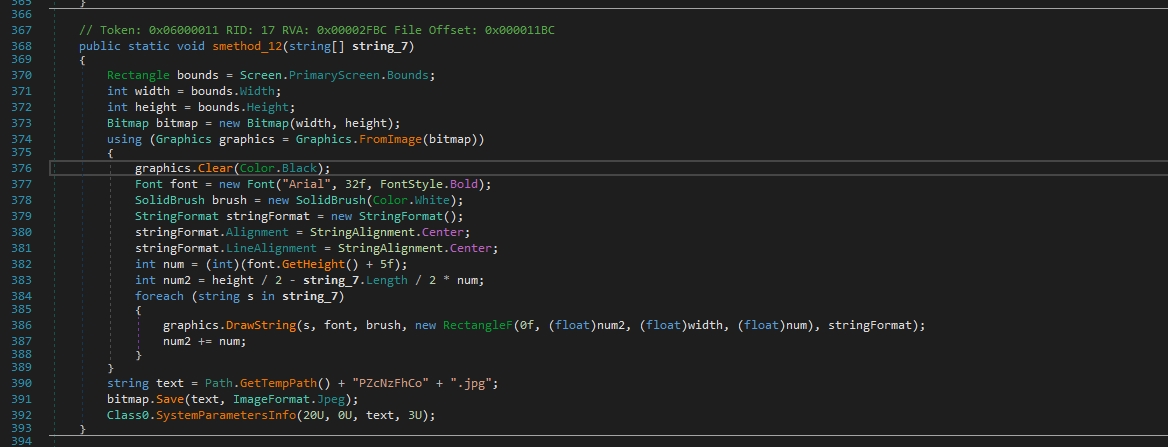 365 }
366
367 // Token: 0x06000011 RID: 17 RVA: 0x00002FBC File Offset: 0x000011BC
368 public static void smethod_12(string[] string_7)
369 {
370 Rectangle bounds = Screen.PrimaryScreen.Bounds;
371 int width = bounds.Width;
372 int height = bounds.Height;
373 Bitmap bitmap = new Bitmap(width, height);
374 using (Graphics graphics = Graphics.FromImage(bitmap))
375 {
376 graphics.Clear(Color.Black);
377 Font font = new Font("Arial", 32f, FontStyle.Bold);
378 SolidBrush brush = new SolidBrush(Color.White);
379 StringFormat stringFormat = new StringFormat();
380 stringFormat.Alignment = StringAlignment.Center;
381 stringFormat.LineAlignment = StringAlignment.Center;
382 int num = (int)(font.GetHeight() + 5f);
383 int num2 = height / 2 - string_7.Length / 2 * num;
384 foreach (string s in string_7)
385 {
386 graphics.DrawString(s, font, brush, new RectangleF(0f, (float)num2, (float)width, (float)num), stringFormat);
387 num2 += num;
388 }
389 }
390 string text = Path.GetTempPath() + "PZcNzFhCo" + ".jpg";
391 bitmap.Save(text, ImageFormat.Jpeg);
392 Class0.SystemParametersInfo(20U, 0U, text, 3U);
393 }
394